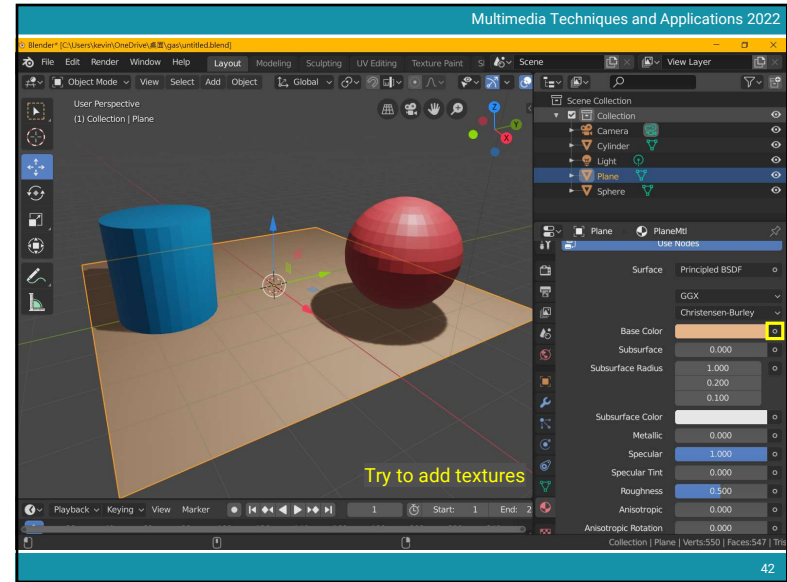 Multimedia Techniques and Applications 2022
Blender* [C:\Users\kevin\OneDrive\桌面\gas\untitled.blend]
File Edit Render Window Help Layout Modeling Sculpting UV Editing Texture Paint S Scene View Layer
Object Mode View Select Add Object Global
User Perspective
(1) Collection | Plane
Z
Y
X
Scene Collection
Collection
Camera
Cylinder
Light
Plane
Sphere
Plane PlaneMtl
Use Nodes
Surface Principled BSDF
GGX
Christensen-Burley
Base Color
Subsurface 0.000
Subsurface Radius 1.000
0.200
0.100
Subsurface Color
Metallic 0.000
Specular 1.000
Specular Tint 0.000
Roughness 0.500
Anisotropic 0.000
Anisotropic Rotation 0.000
Try to add textures
Playback Keying View Marker 1 Start: 1 End: 2
Collection | Plane | Verts:550 | Faces:547 | Tris
42